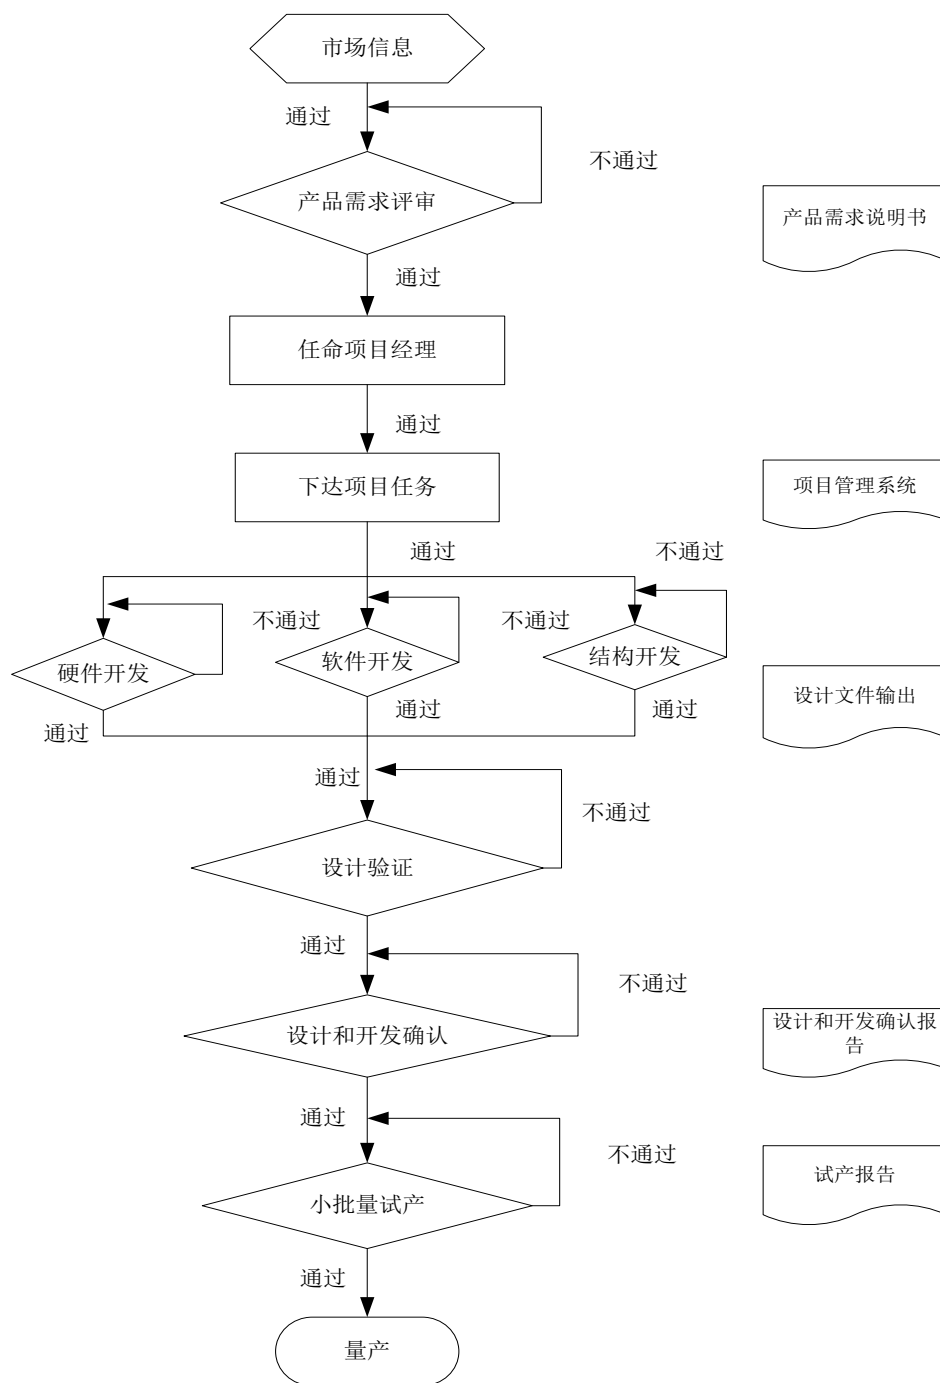 市场信息
通过
不通过
产品需求评审
产品需求说明书
通过
任命项目经理
通过
下达项目任务
项目管理系统
通过
不通过
不通过
不通过
硬件开发
软件开发
结构开发
设计文件输出
通过
通过
通过
通过
不通过
设计验证
通过
不通过
设计和开发确认
设计和开发确认报
告
通过
不通过
小批量试产
试产报告
通过
量产